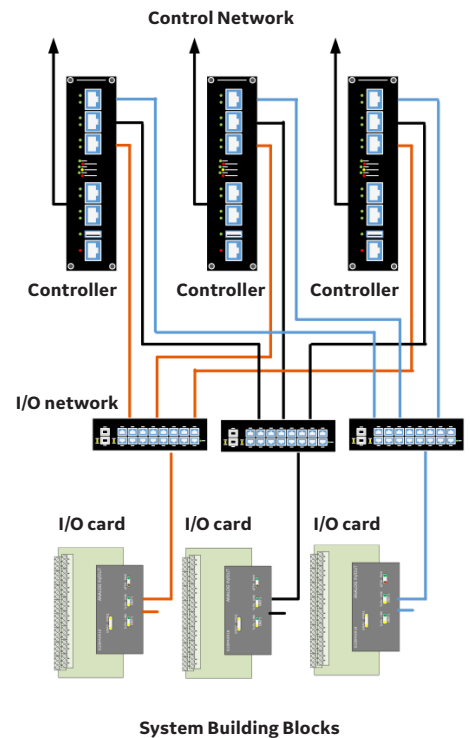 Control Network
Controller
Controller
Controller
I/O network
I/O card
I/O card
I/O card
System Building Blocks